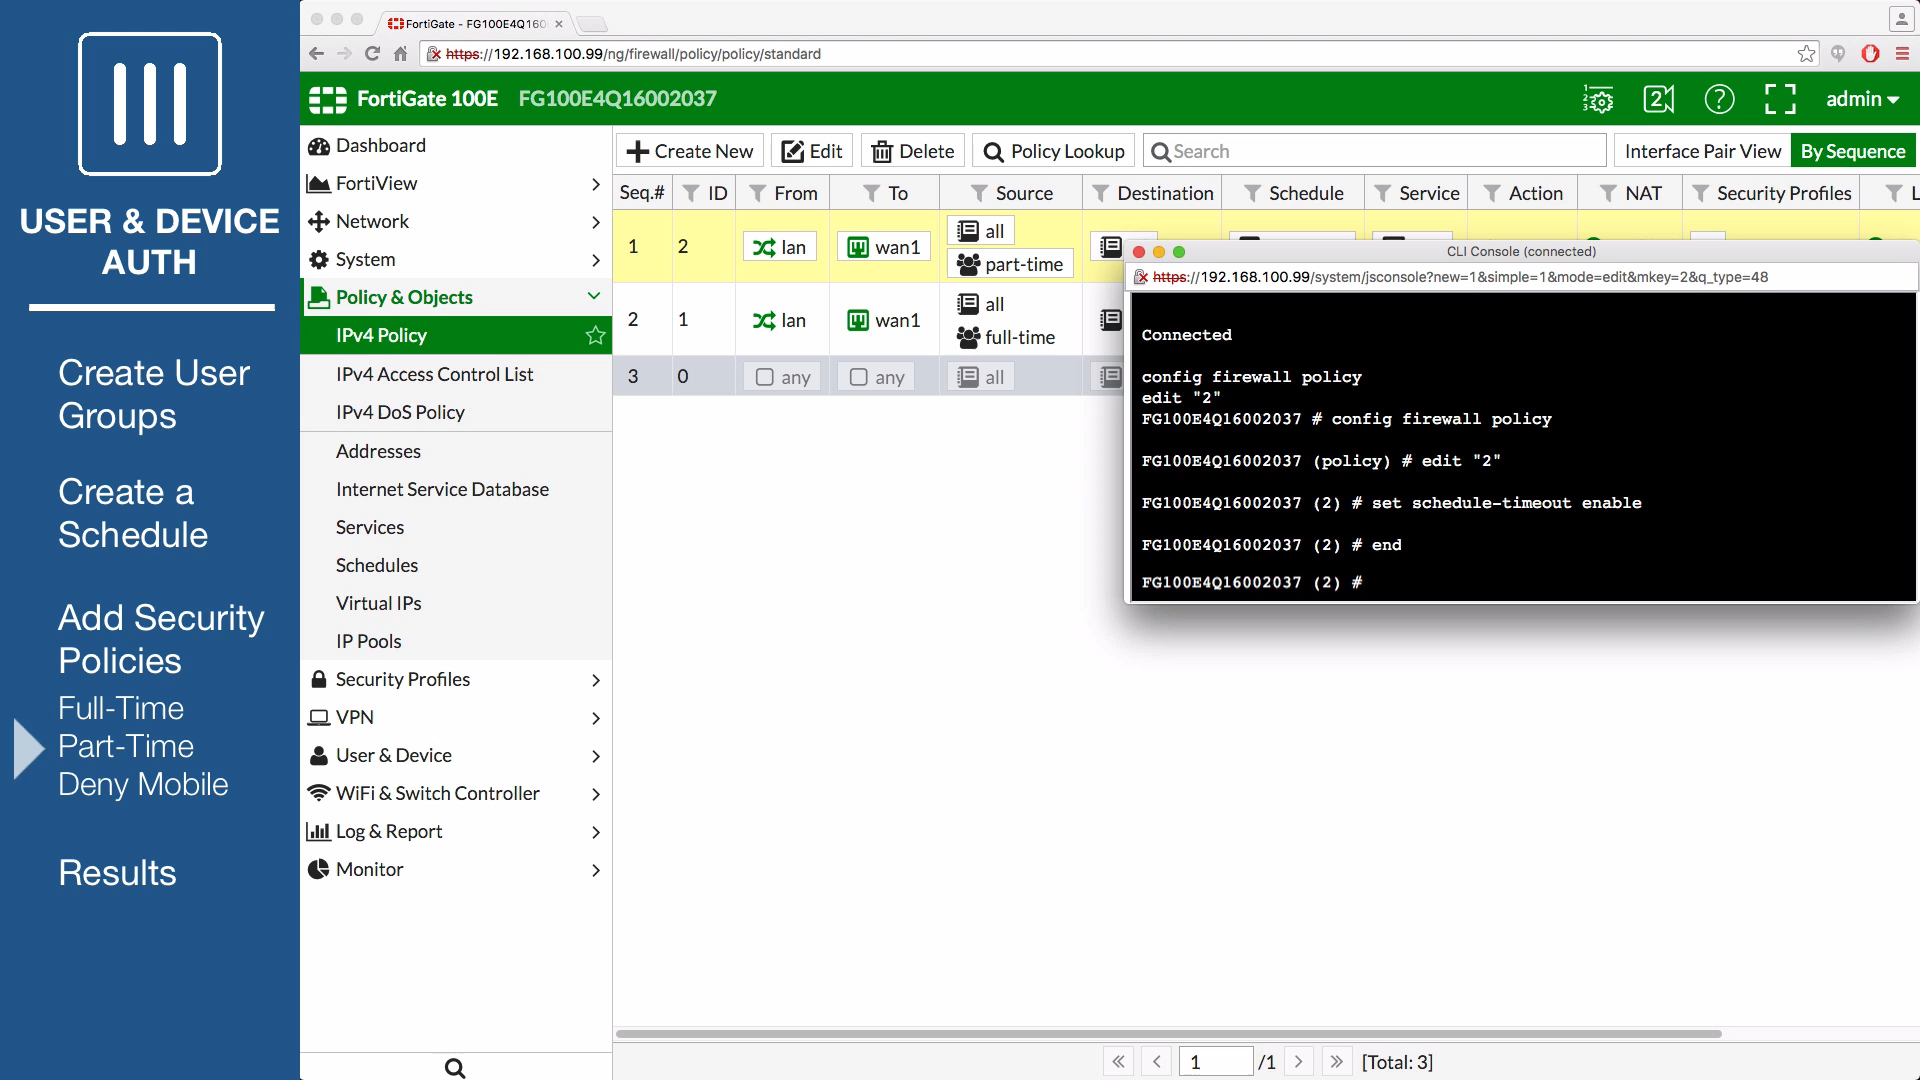 USER & DEVICE
AUTH
Create User
Groups
Create a
Schedule
Add Security
Policies
Full-Time
Part-Time
Deny Mobile
Results
FortiGate - FG100E4Q160
https://192.168.100.99/ng/firewall/policy/policy/standard
FortiGate 100E FG100E4Q16002037
admin
Dashboard
FortiView
Network
System
Policy & Objects
IPv4 Policy
IPv4 Access Control List
IPv4 DoS Policy
Addresses
Internet Service Database
Services
Schedules
Virtual IPs
IP Pools
Security Profiles
VPN
User & Device
WiFi & Switch Controller
Log & Report
Monitor
Create New Edit Delete Policy Lookup Search Interface Pair View By Sequence
Seq.# ID From To Source Destination Schedule Service Action NAT Security Profiles L
1 2 lan wan1 all
part-time
2 1 lan wan1 all
full-time
3 0 any any all
CLI Console (connected)
https://192.168.100.99/system/jsconsole?new=1&simple=1&mode=edit&mkey=2&q_type=48
Connected
config firewall policy
edit "2"
FG100E4Q16002037 # config firewall policy
FG100E4Q16002037 (policy) # edit "2"
FG100E4Q16002037 (2) # set schedule-timeout enable
FG100E4Q16002037 (2) # end
FG100E4Q16002037 (2) #
1 /1 [Total: 3]